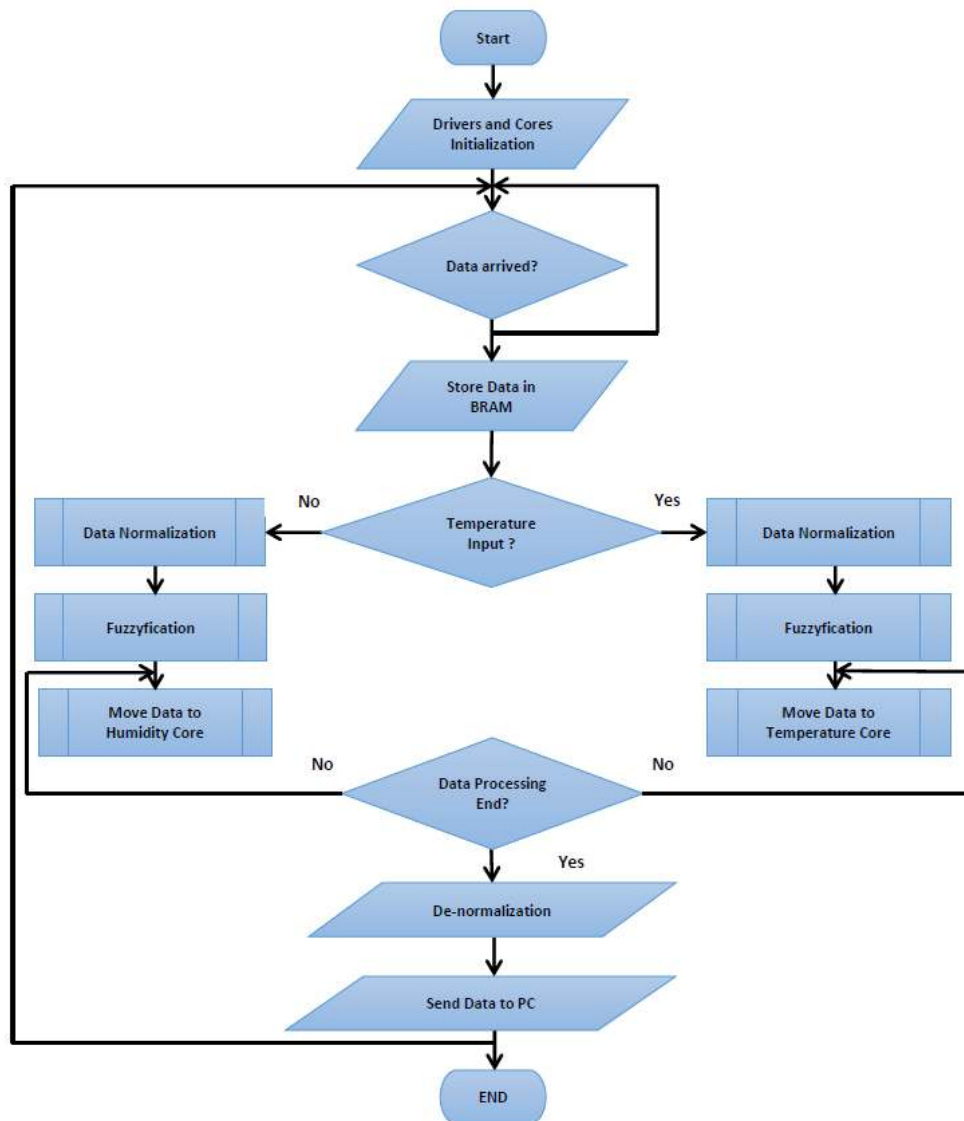 Start
Drivers and Cores
Initialization
Data arrived?
Store Data in
BRAM
No
Yes
Data Normalization
Temperature
Input ?
Data Normalization
Fuzzyfication
Fuzzyfication
Move Data to
Humidity Core
Move Data to
Temperature Core
No
Data Processing
End?
No
Yes
De-normalization
Send Data to PC
END